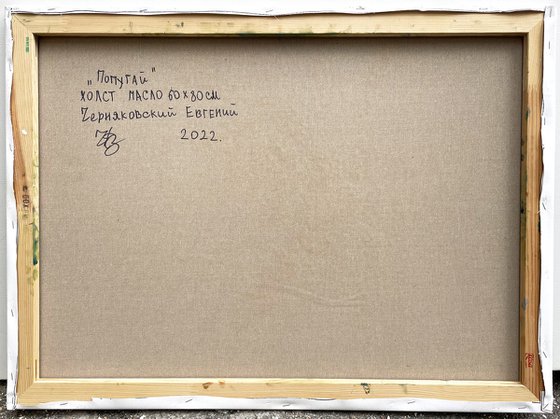 „Попугай"
холст масло 60х80см
Черняковский Евгений
2022.